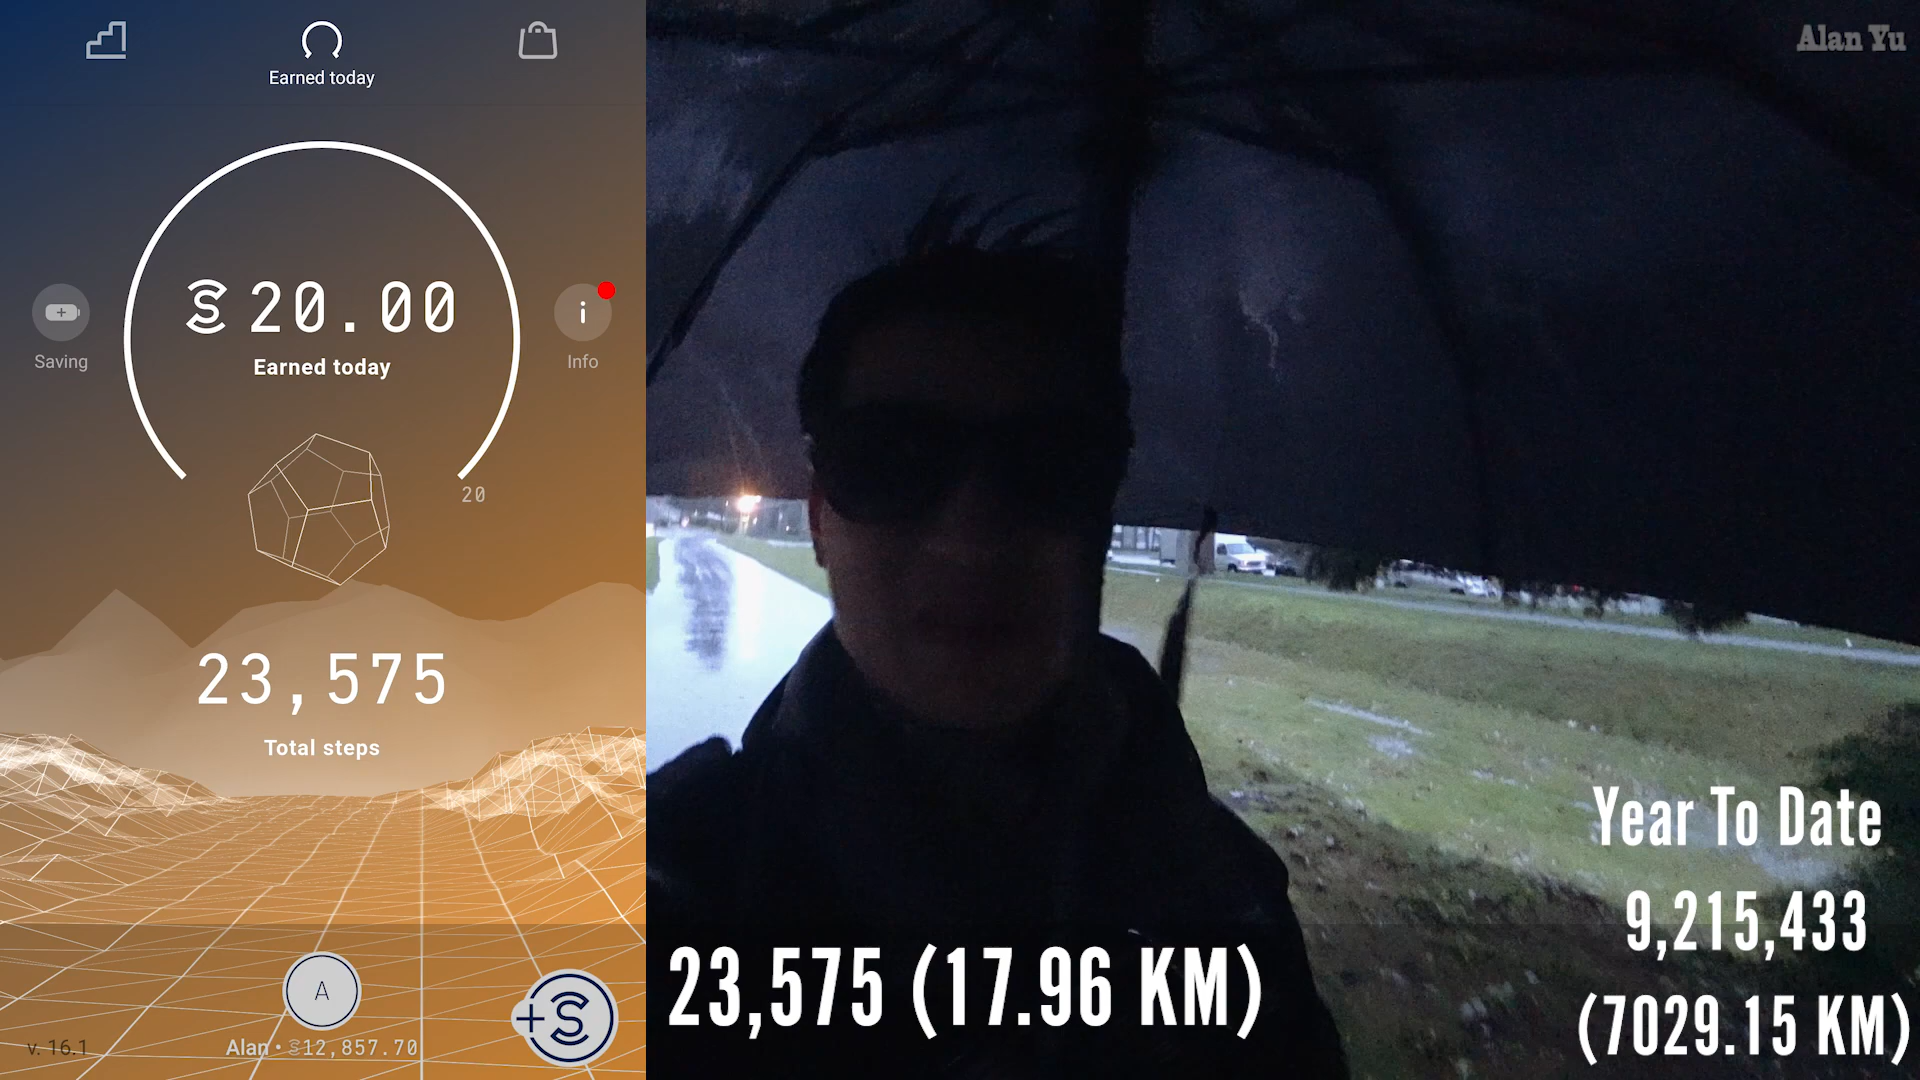 Earned today
20.00
Earned today
Saving
i
Info
20
23,575
Total steps
A
+S
v. 16.1
Alan • S12,857.70
Alan Yu
Year To Date
9,215,433
(7029.15 KM)
23,575 (17.96 KM)